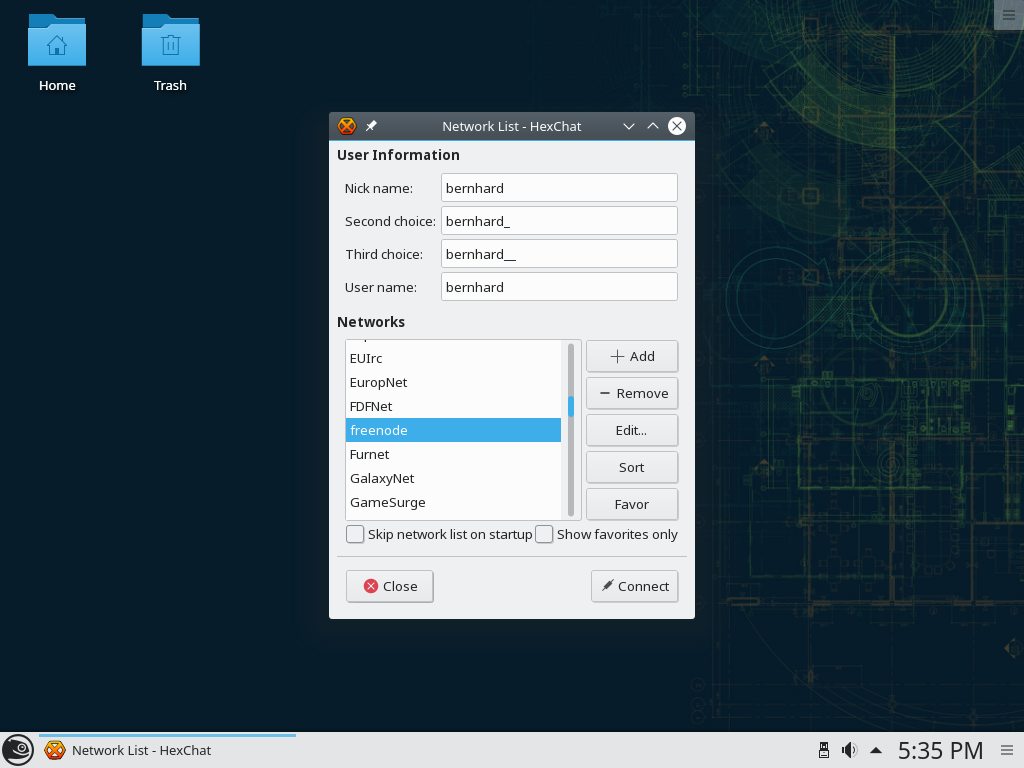 Home
Trash
Network List - HexChat
User Information
Nick name: bernhard
Second choice: bernhard_
Third choice: bernhard__
User name: bernhard
Networks
EUIrc
EuropNet
FDFNet
freenode
Furnet
GalaxyNet
GameSurge
Add
Remove
Edit...
Sort
Favor
Skip network list on startup
Show favorites only
Close
Connect
Network List - HexChat
5:35 PM